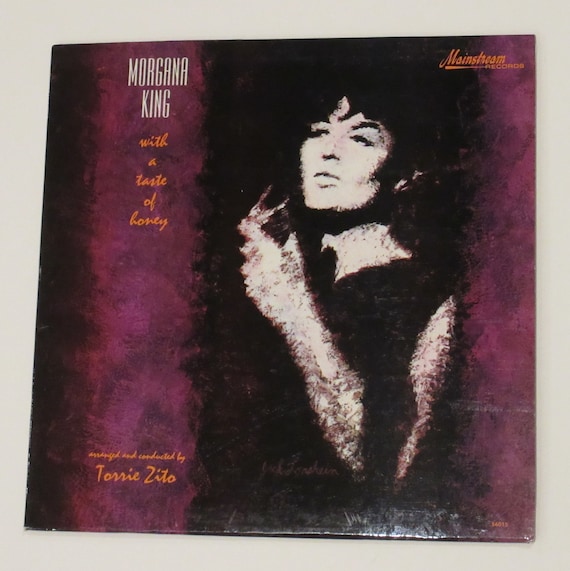 MORGANA
KING
with
a
taste
of
honey
Mainstream
RECORDS
arranged and conducted by
Torrie Zito